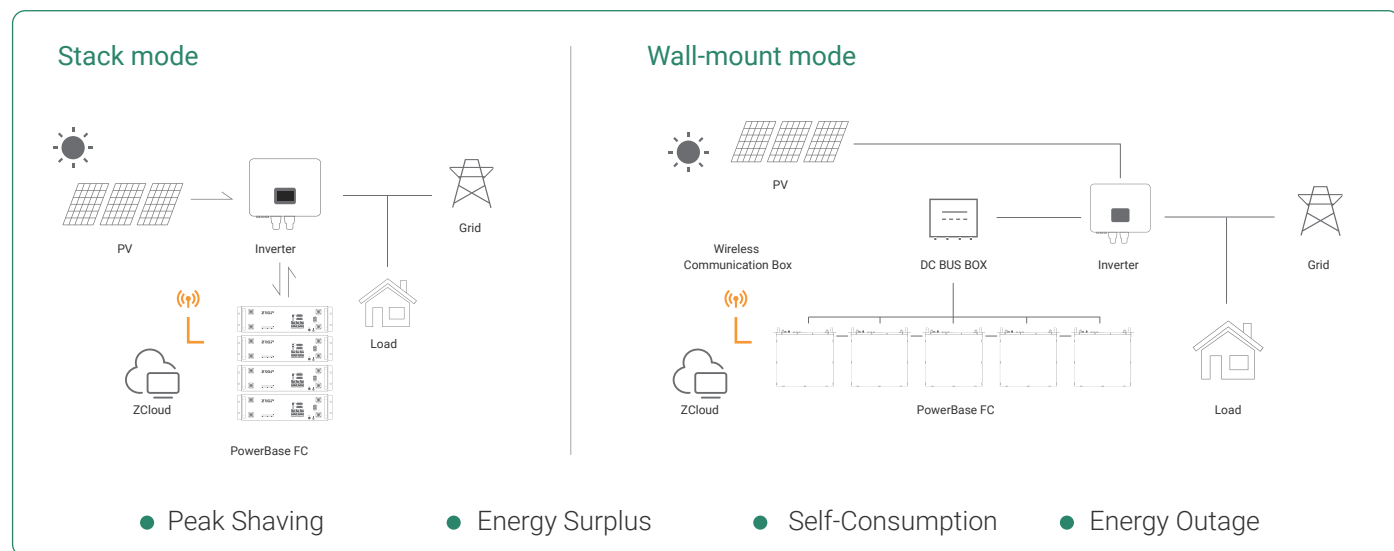 Stack mode
PV
Inverter
Grid
Load
ZCloud
PowerBase FC
Wall-mount mode
PV
Wireless
Communication Box
DC BUS BOX
Inverter
Grid
ZCloud
PowerBase FC
Load
Peak Shaving
Energy Surplus
Self-Consumption
Energy Outage